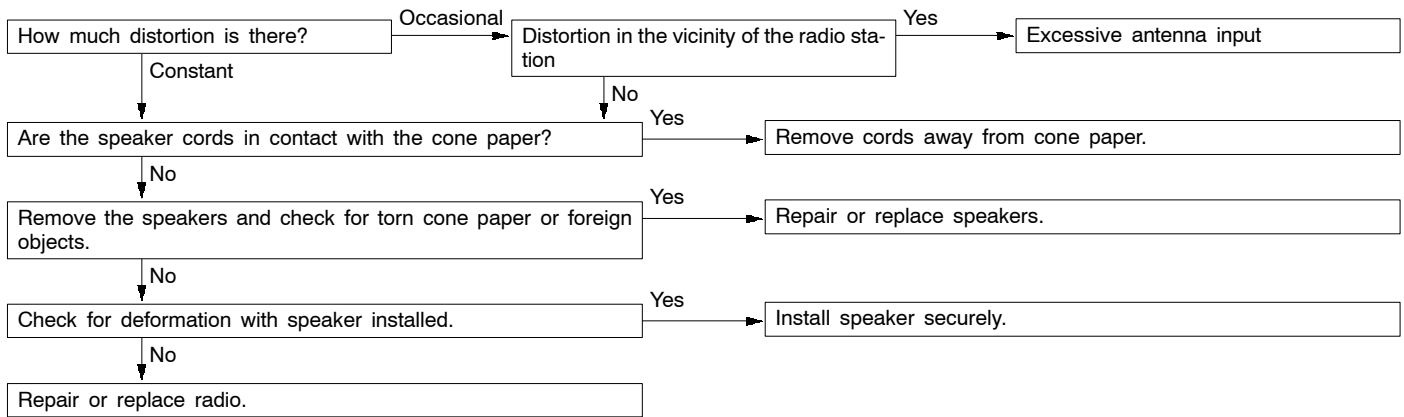 How much distortion is there?
Occasional
Distortion in the vicinity of the radio sta-
tion
Yes
Excessive antenna input
Constant
No
Are the speaker cords in contact with the cone paper?
Yes
Remove cords away from cone paper.
No
Remove the speakers and check for torn cone paper or foreign
objects.
Yes
Repair or replace speakers.
No
Check for deformation with speaker installed.
Yes
Install speaker securely.
No
Repair or replace radio.